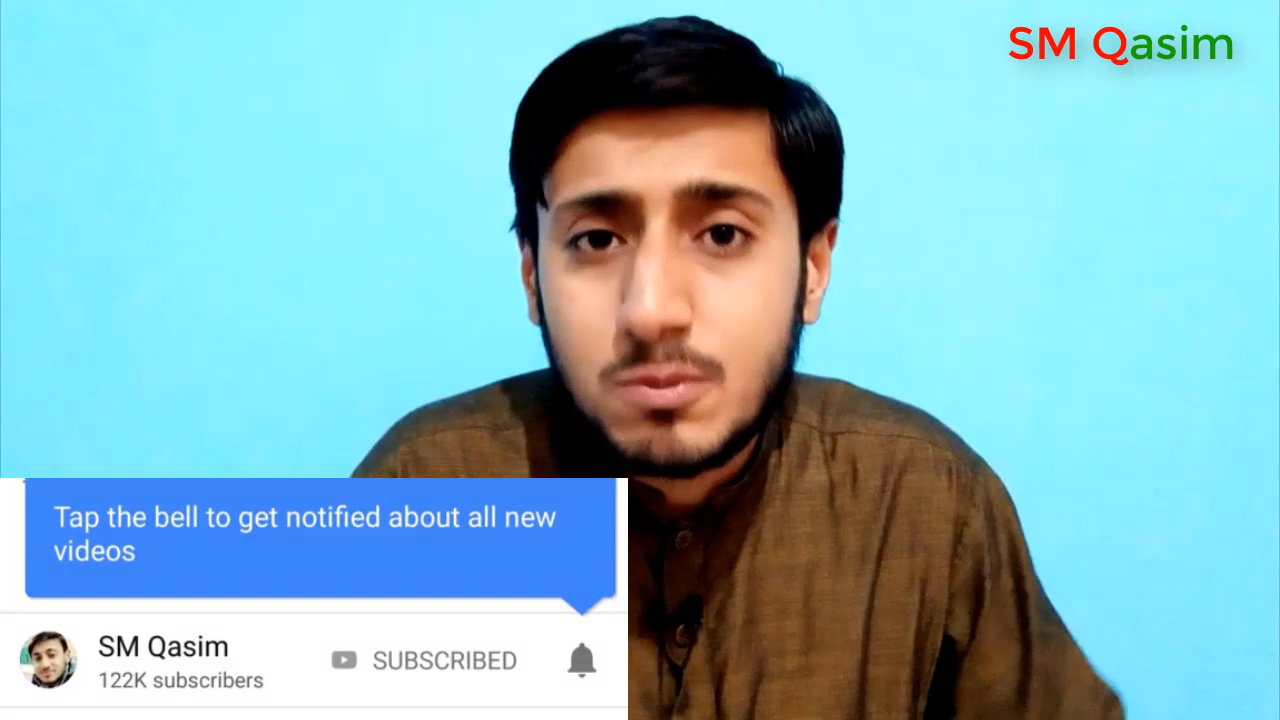 SM Qasim
Tap the bell to get notified about all new
videos
SM Qasim
122K subscribers
SUBSCRIBED